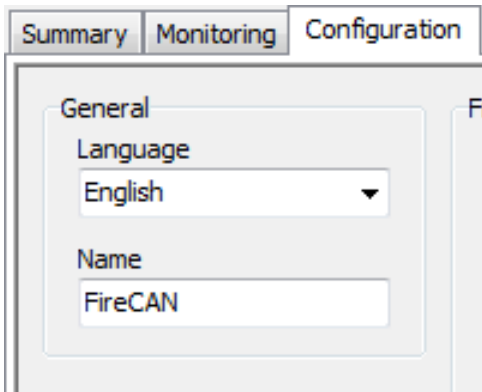 Summary Monitoring Configuration
General
Language
English
Name
FireCAN